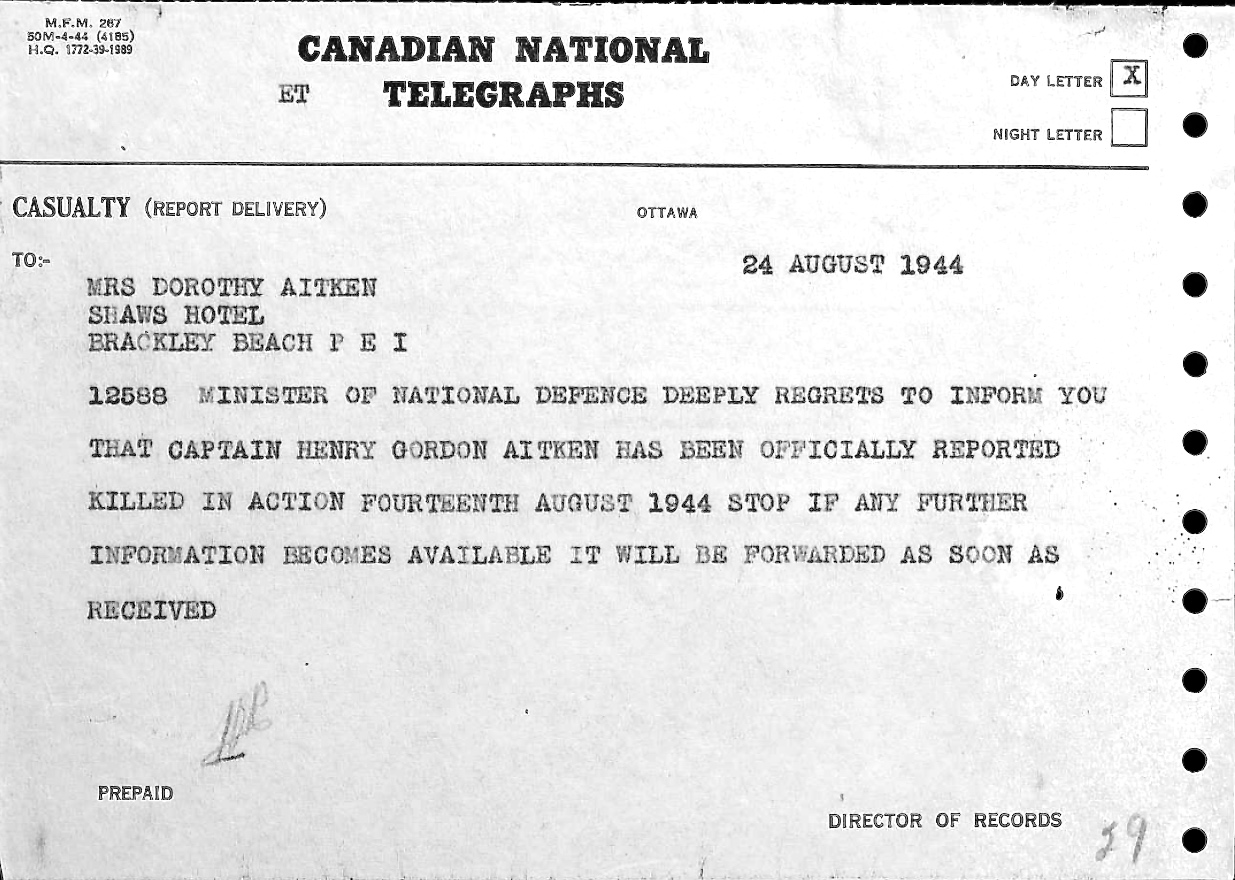 M.F.M. 267
50M-4-44 (4185)
H.Q. 1772-39-1989
CANADIAN NATIONAL
ET TELEGRAPHS
DAY LETTER X
NIGHT LETTER
CASUALTY (REPORT DELIVERY)
OTTAWA
TO:-
24 AUGUST 1944
MRS DOROTHY AITKEN
SHAWS HOTEL
BRACKLEY BEACH P E I
12588 MINISTER OF NATIONAL DEFENCE DEEPLY REGRETS TO INFORM YOU
THAT CAPTAIN HENRY GORDON AITKEN HAS BEEN OFFICIALLY REPORTED
KILLED IN ACTION FOURTEENTH AUGUST 1944 STOP IF ANY FURTHER
INFORMATION BECOMES AVAILABLE IT WILL BE FORWARDED AS SOON AS
RECEIVED
PREPAID
DIRECTOR OF RECORDS